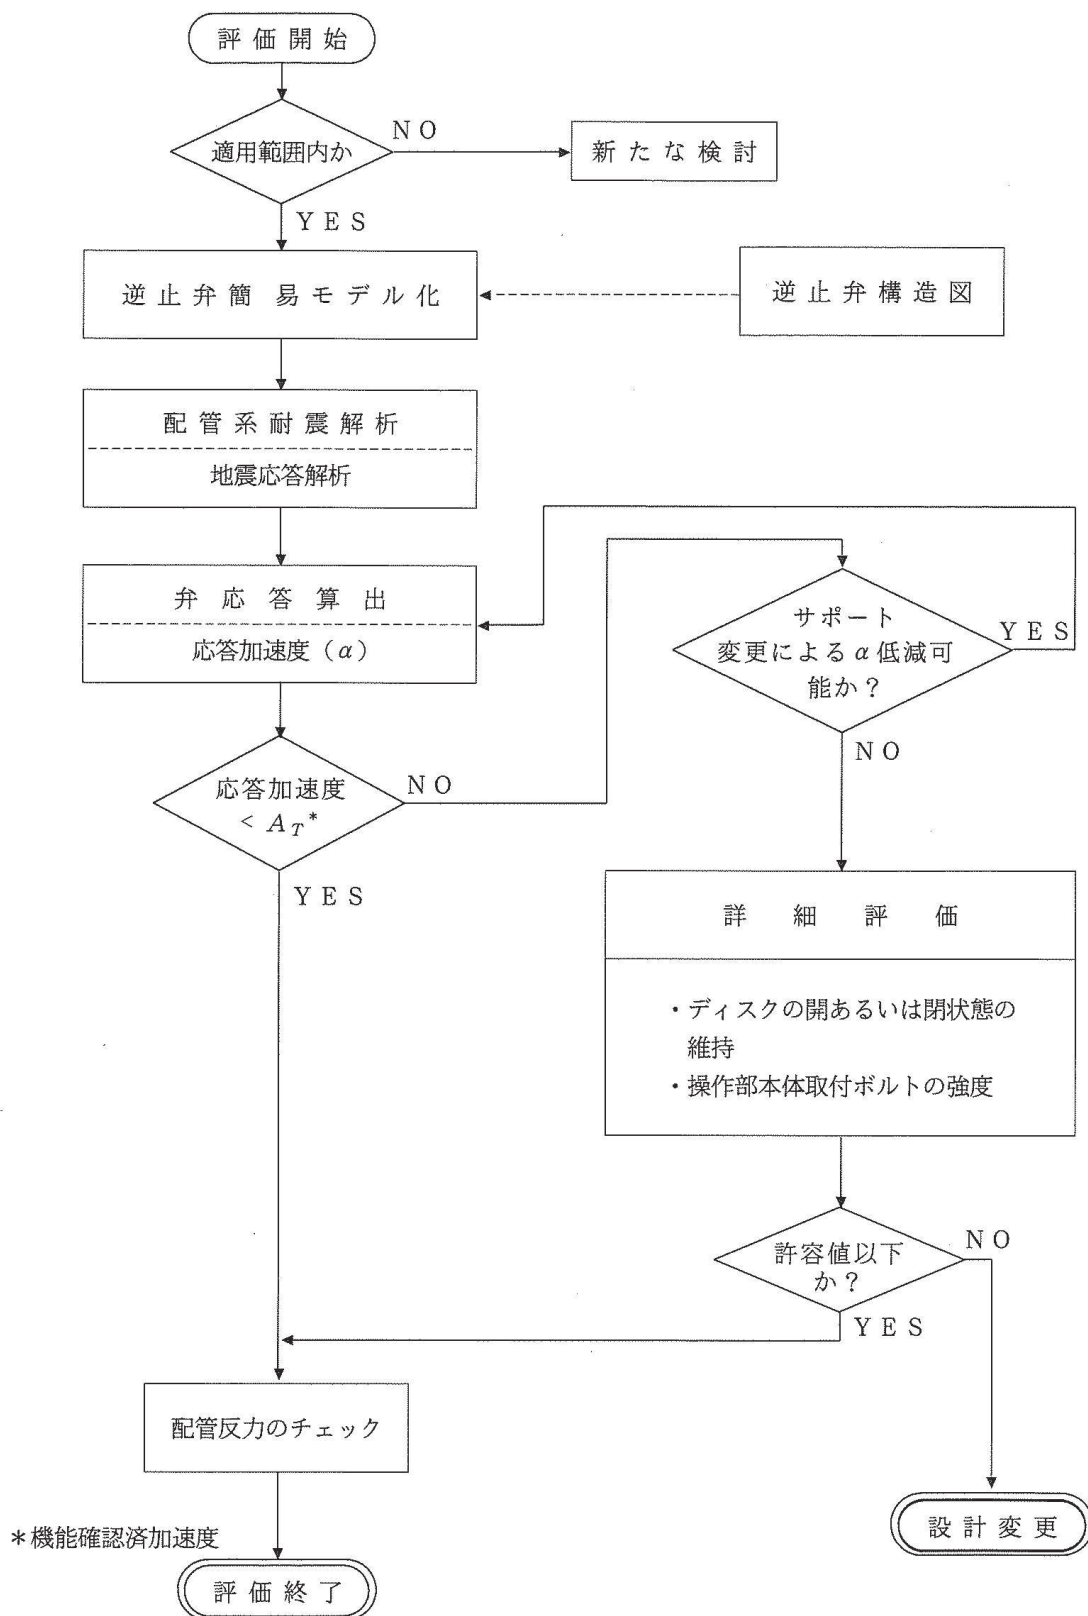 評価開始
適用範囲内か
NO
新たな検討
YES
逆止弁簡易モデル化
逆止弁構造図
配管系耐震解析
地震応答解析
弁応答算出
応答加速度(α)
サポート
変更によるα低減可
能か?
YES
NO
応答加速度
< A_T*
NO
YES
詳細評価
・ディスクの開あるいは閉状態の
維持
・操作部本体取付ボルトの強度
許容値以下
か?
NO
YES
配管反力のチェック
設計変更
*機能確認済加速度
評価終了